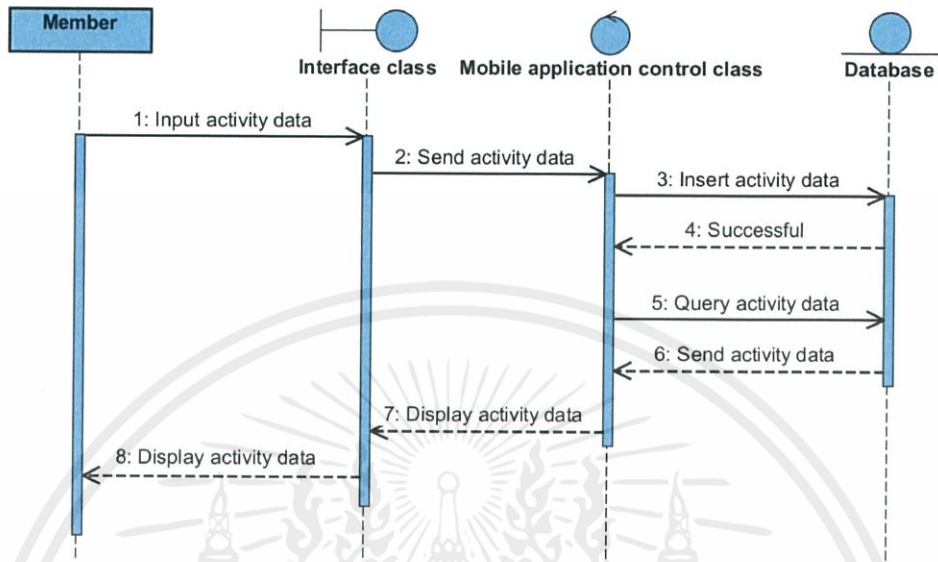 Member
Interface class
Mobile application control class
Database
1: Input activity data
2: Send activity data
3: Insert activity data
4: Successful
5: Query activity data
6: Send activity data
7: Display activity data
8: Display activity data